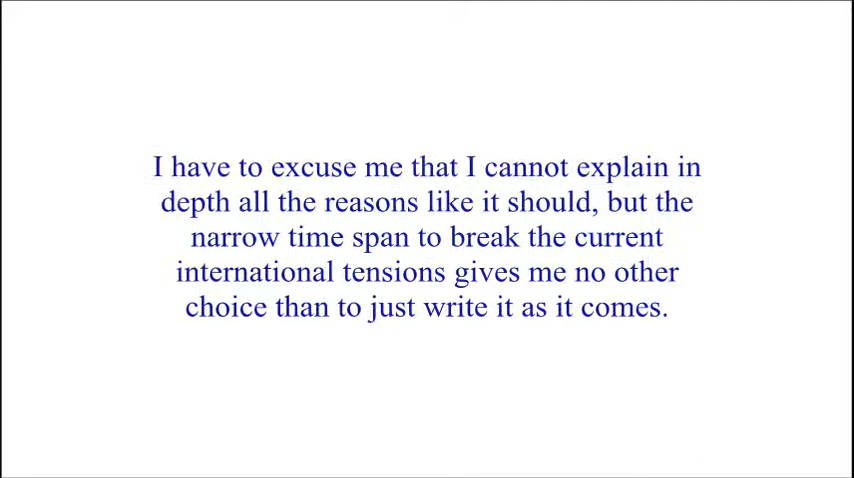 I have to excuse me that I cannot explain in
depth all the reasons like it should, but the
narrow time span to break the current
international tensions gives me no other
choice than to just write it as it comes.